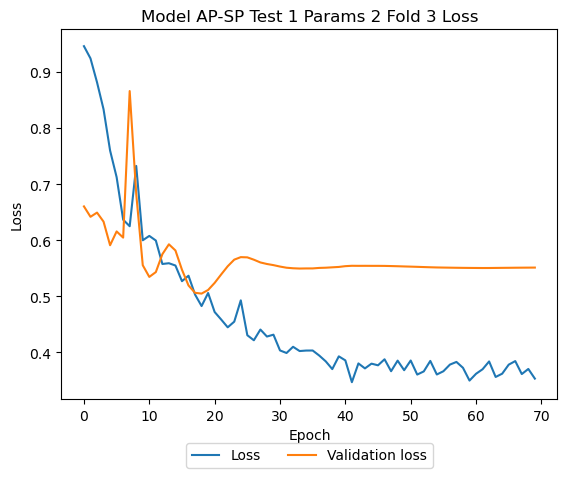 Model AP-SP Test 1 Params 2 Fold 3 Loss
0.9
0.8
0.7
0.6
0.5
0.4
Loss
0 10 20 30 40 50 60 70
Epoch
Loss Validation loss